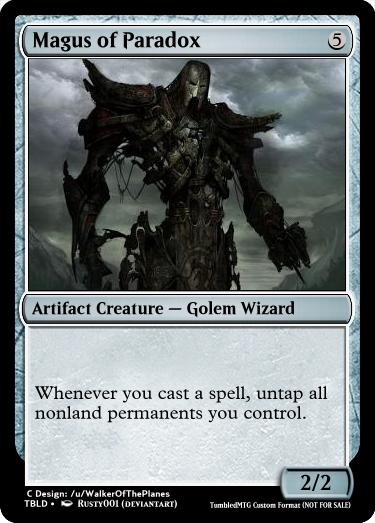 Magus of Paradox 5
Artifact Creature — Golem Wizard
Whenever you cast a spell, untap all
nonland permanents you control.
2/2
C Design: /u/WalkerOfThePlanes
TBLD • Rusty001 (deviantart) TumbledMTG Custom Format (NOT FOR SALE)